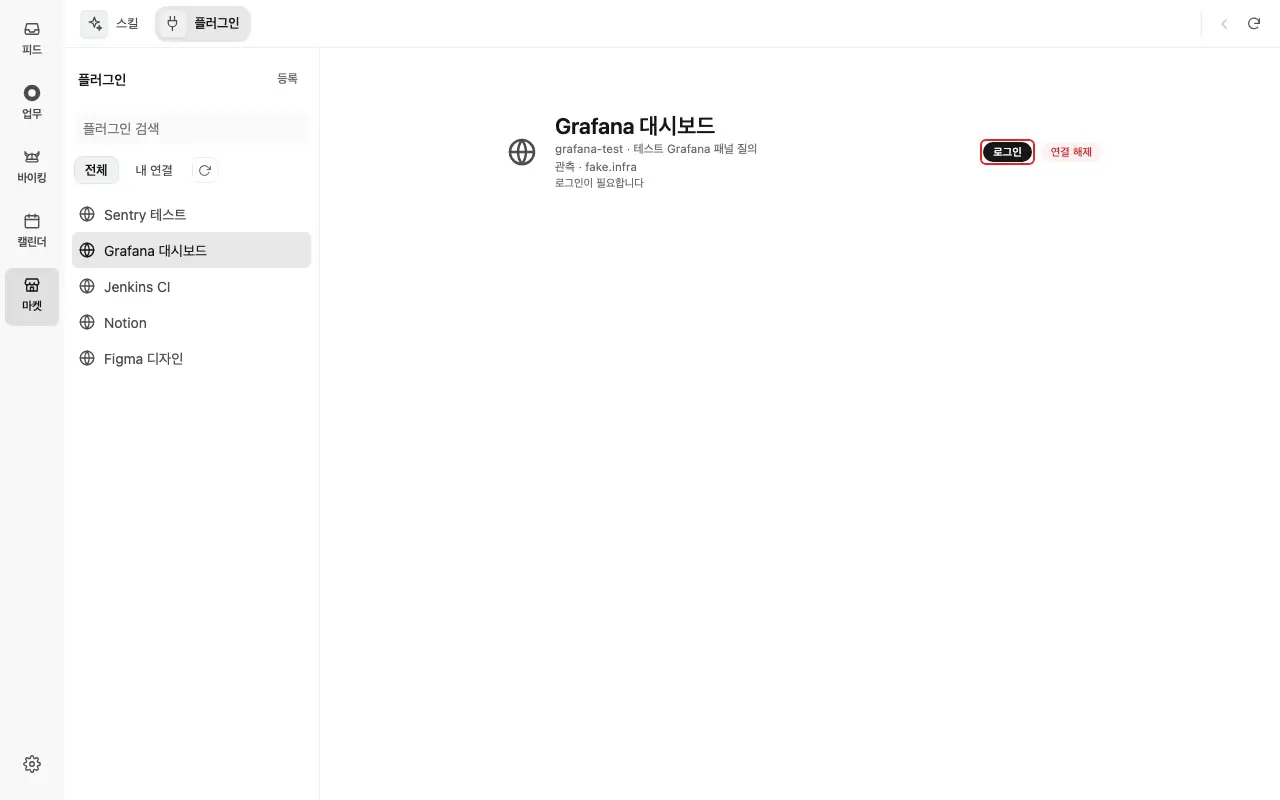 피드
업무
바이킹
캘린더
마켓
스킬
플러그인
플러그인
등록
플러그인 검색
전체
내 연결
Sentry 테스트
Grafana 대시보드
Jenkins CI
Notion
Figma 디자인
Grafana 대시보드
grafana-test · 테스트 Grafana 패널 질의
관측 · fake.infra
로그인이 필요합니다
로그인
연결 해제